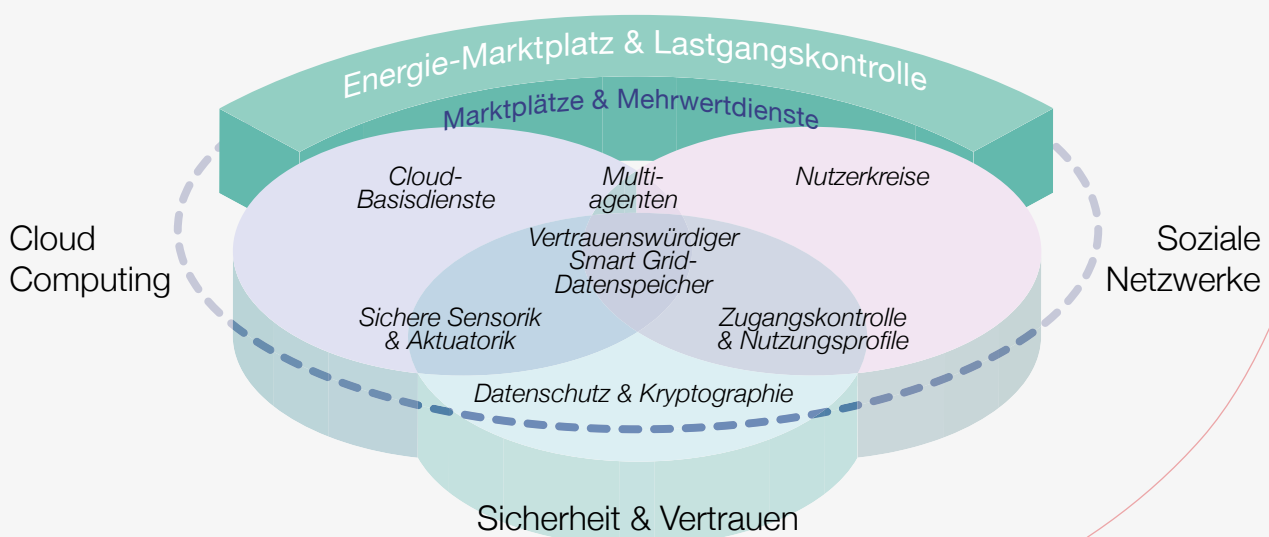 Energie-Marktplatz & Lastgangskontrolle
Marktplätze & Mehrwertdienste
Cloud-
Basisdienste
Multi-
agenten
Nutzerkreise
Cloud
Computing
Vertrauenswürdiger
Smart Grid-
Datenspeicher
Soziale
Netzwerke
Sichere Sensorik
& Aktuatorik
Zugangskontrolle
& Nutzungsprofile
Datenschutz & Kryptographie
Sicherheit & Vertrauen